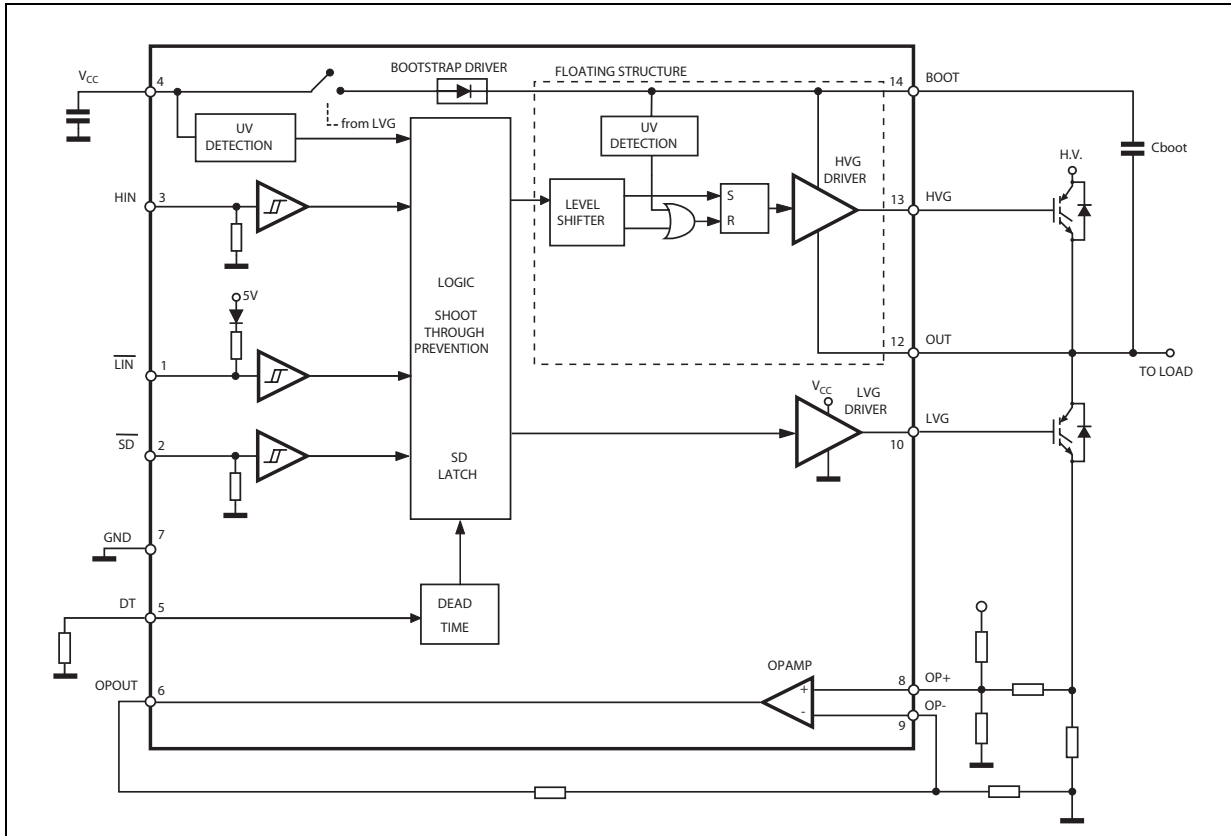 BOOTSTRAP DRIVER
FLOATING STRUCTURE
VCC
4
14
BOOT
from LVG
UV
DETECTION
UV
DETECTION
Cboot
H.V.
HVG
DRIVER
HIN
3
LEVEL
SHIFTER
S
R
13
HVG
LOGIC
SHOOT
THROUGH
PREVENTION
5V
12
OUT
TO LOAD
LIN
1
VCC
LVG
DRIVER
LVG
10
SD
2
SD
LATCH
GND
7
DT
5
DEAD
TIME
OPAMP
OPOUT
6
+
-
8
OP+
OP-
9